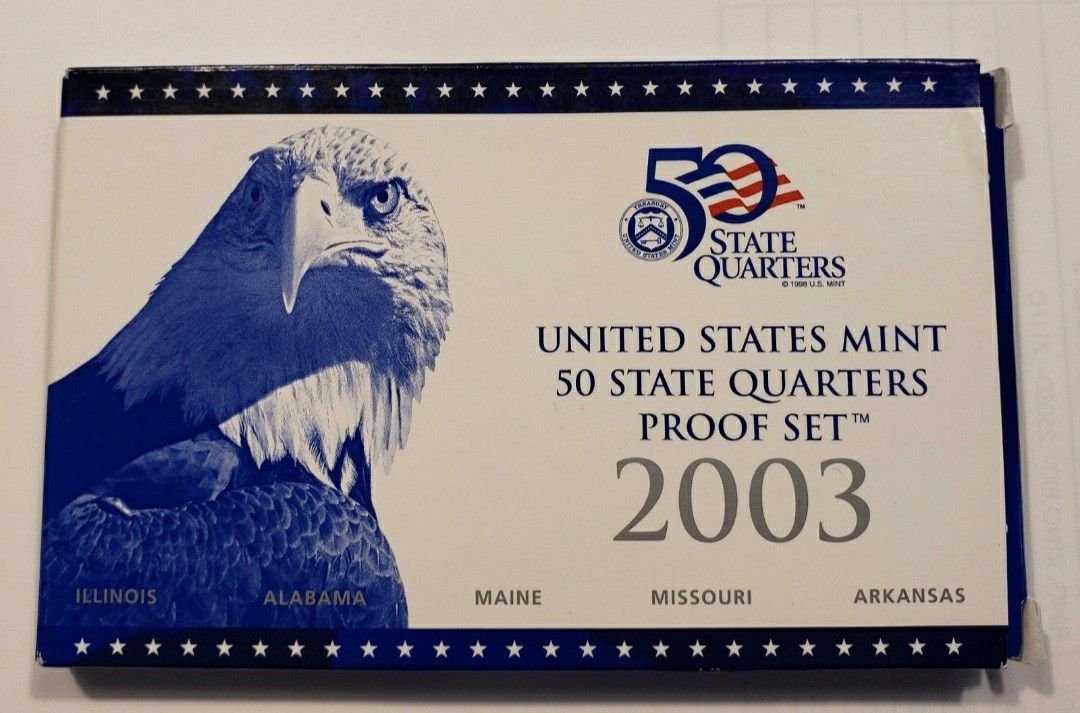 50
TREASURY
UNITED STATES MINT
STATE
QUARTERS
™
© 1998 U.S. MINT
UNITED STATES MINT
50 STATE QUARTERS
PROOF SET™
2003
ILLINOIS ALABAMA MAINE MISSOURI ARKANSAS